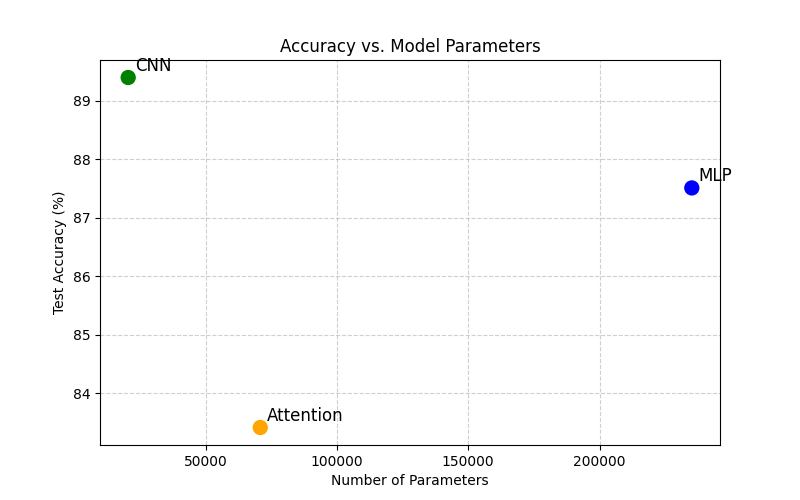 Accuracy vs. Model Parameters
CNN
89
88
MLP
87
86
85
84
Attention
50000
100000
150000
200000
Test Accuracy (%)
Number of Parameters